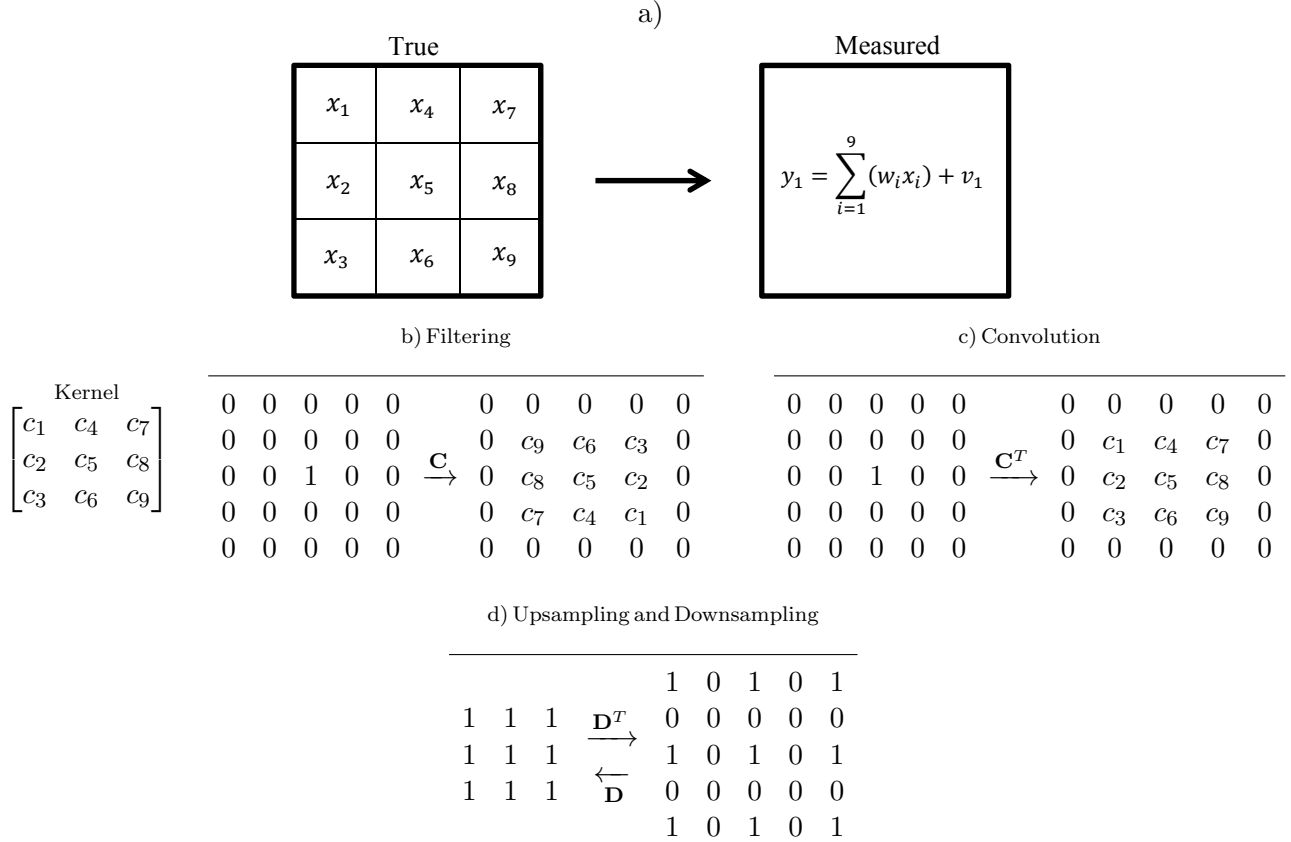 a)
True Measured
x₁ x₄ x₇
x₂ x₅ x₈
x₃ x₆ x₉
y₁ = ∑_{i=1}^{9} (wᵢxᵢ) + v₁
b) Filtering
c) Convolution
Kernel
c₁ c₄ c₇
c₂ c₅ c₈
c₃ c₆ c₉
0 0 0 0 0
0 0 0 0 0
0 0 1 0 0
0 0 0 0 0
0 0 0 0 0
C
0 0 0 0 0
0 c₉ c₆ c₃ 0
0 c₈ c₅ c₂ 0
0 c₇ c₄ c₁ 0
0 0 0 0 0
0 0 0 0 0
0 0 0 0 0
0 0 1 0 0
0 0 0 0 0
0 0 0 0 0
Cᵀ
0 0 0 0 0
0 c₁ c₄ c₇ 0
0 c₂ c₅ c₈ 0
0 c₃ c₆ c₉ 0
0 0 0 0 0
d) Upsampling and Downsampling
1 1 1
1 1 1
1 1 1
Dᵀ
D
1 0 1 0 1
0 0 0 0 0
1 0 1 0 1
0 0 0 0 0
1 0 1 0 1